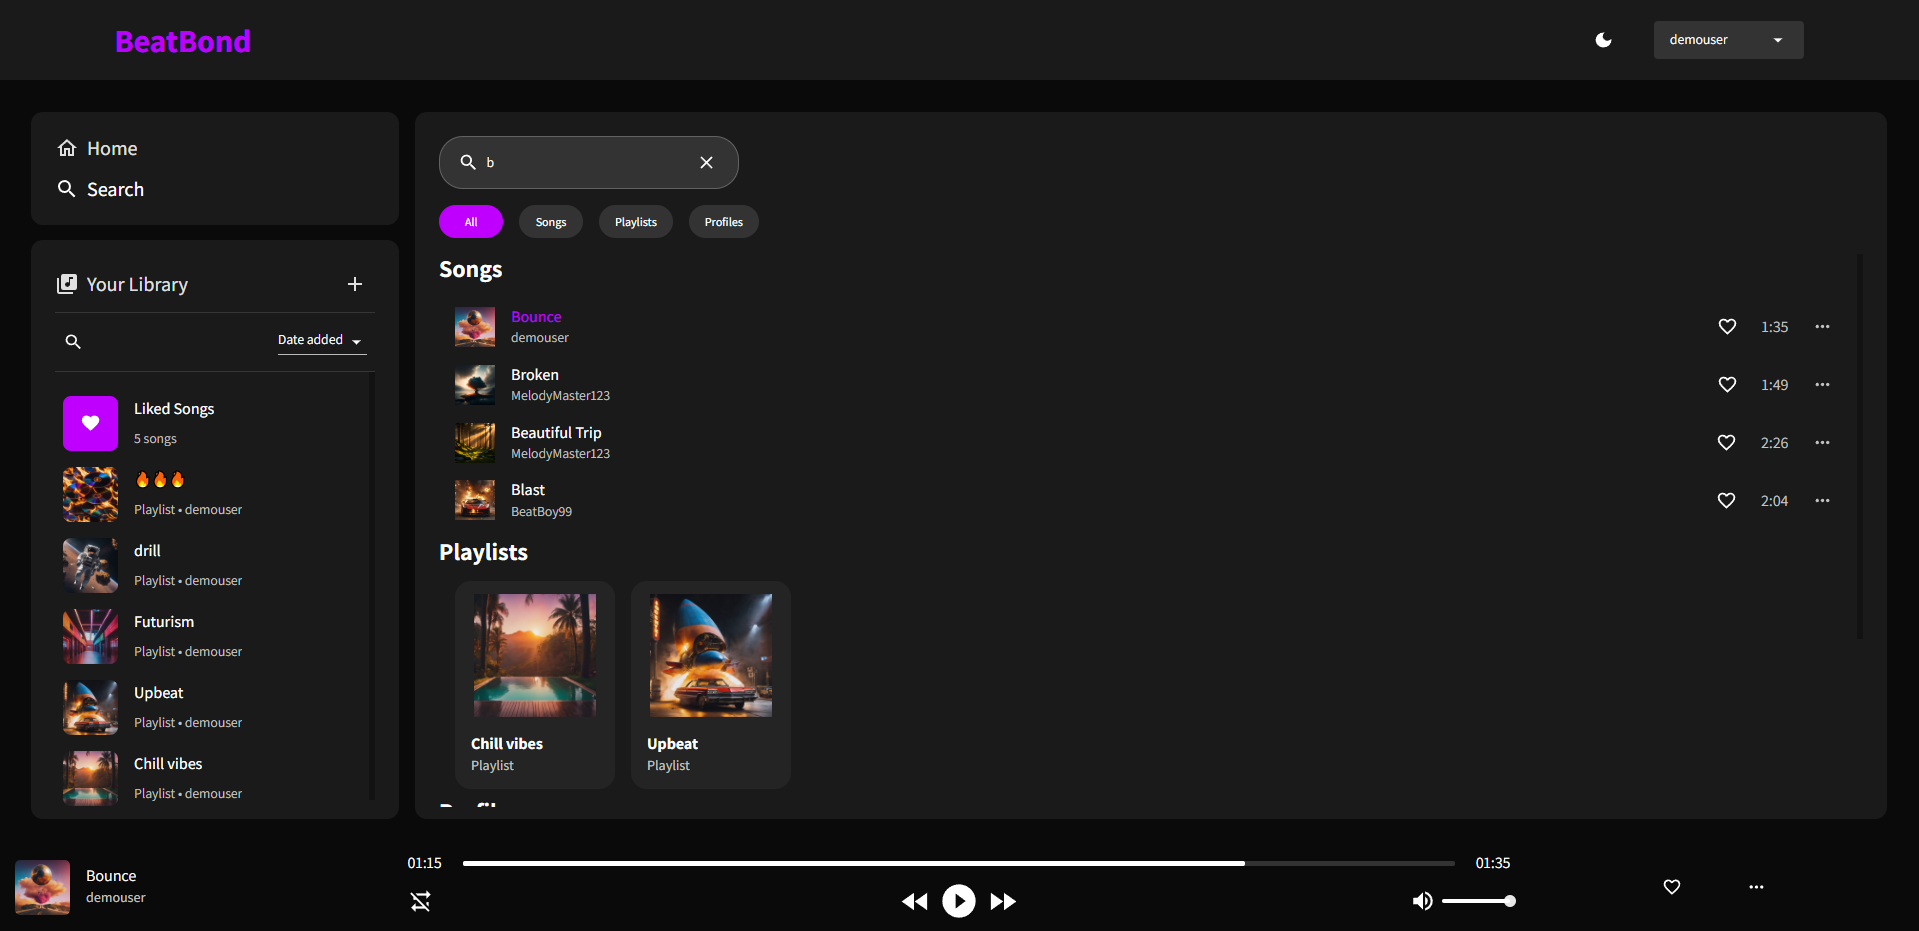 BeatBond
demouser
Home
Search
Your Library
Date added
Liked Songs
5 songs
🔥🔥🔥
Playlist • demouser
drill
Playlist • demouser
Futurism
Playlist • demouser
Upbeat
Playlist • demouser
Chill vibes
Playlist • demouser
b
All Songs Playlists Profiles
Songs
Bounce
demouser
1:35
Broken
MelodyMaster123
1:49
Beautiful Trip
MelodyMaster123
2:26
Blast
BeatBoy99
2:04
Playlists
Chill vibes
Playlist
Upbeat
Playlist
Bounce
demouser
01:15
01:35